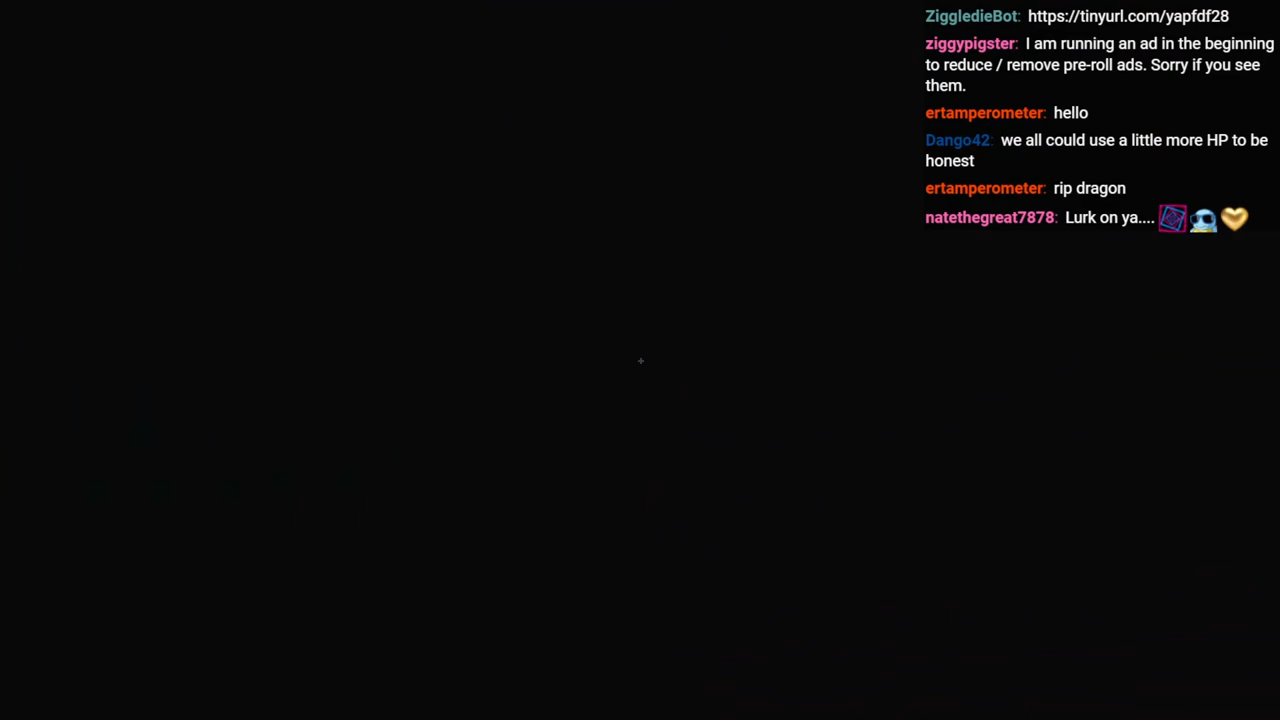 ZiggledieBot: https://tinyurl.com/yapfdf28
ziggypigster: I am running an ad in the beginning
to reduce / remove pre-roll ads. Sorry if you see
them.
ertamperometer: hello
Dango42: we all could use a little more HP to be
honest
ertamperometer: rip dragon
natethegreat7878: Lurk on ya....